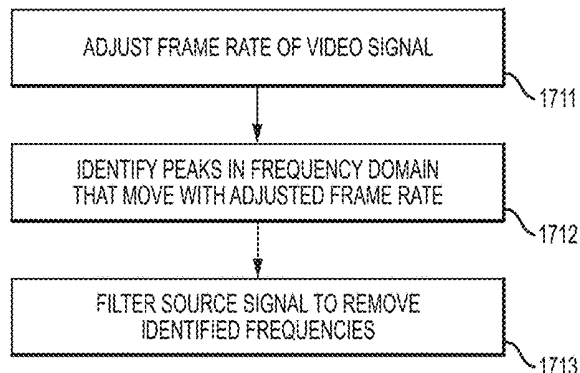 ADJUST FRAME RATE OF VIDEO SIGNAL
1711
IDENTIFY PEAKS IN FREQUENCY DOMAIN
THAT MOVE WITH ADJUSTED FRAME RATE
1712
FILTER SOURCE SIGNAL TO REMOVE
IDENTIFIED FREQUENCIES
1713